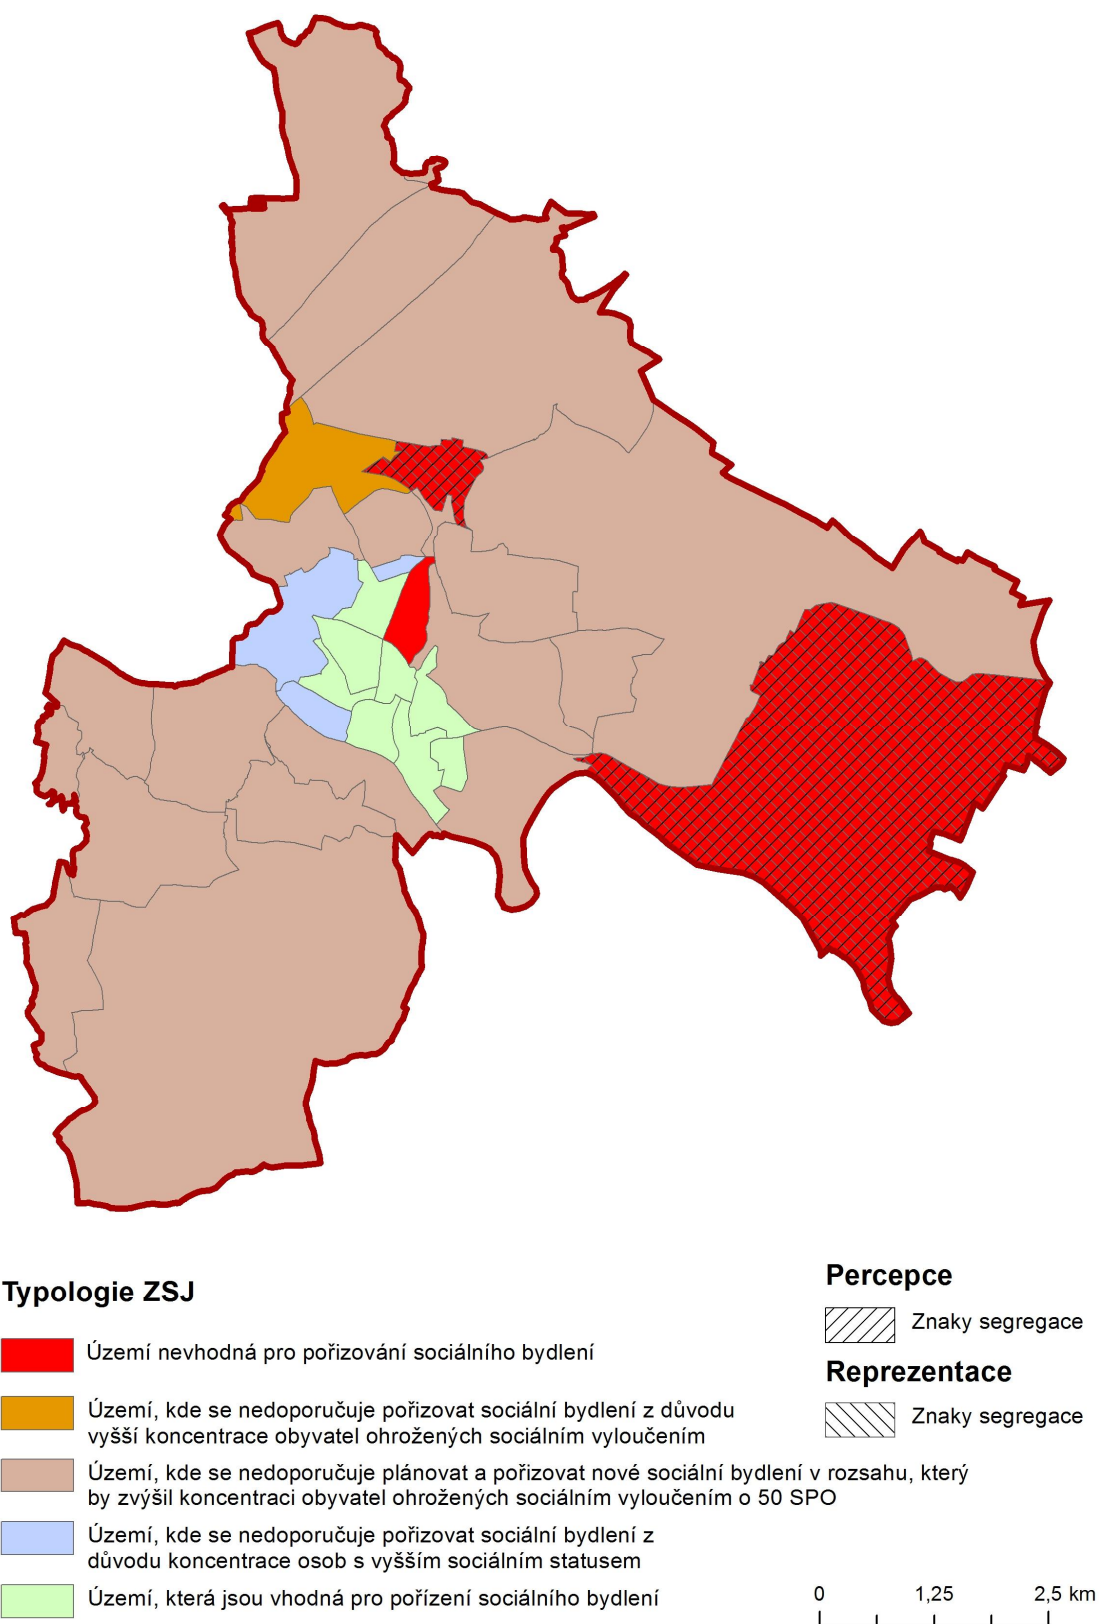 Typologie ZSJ
Území nevhodná pro pořizování sociálního bydlení
Území, kde se nedoporučuje pořizovat sociální bydlení z důvodu
vyšší koncentrace obyvatel ohrožených sociálním vyloučením
Území, kde se nedoporučuje plánovat a pořizovat nové sociální bydlení v rozsahu, který
by zvýšil koncentraci obyvatel ohrožených sociálním vyloučením o 50 SPO
Území, kde se nedoporučuje pořizovat sociální bydlení z
důvodu koncentrace osob s vyšším sociálním statusem
Území, která jsou vhodná pro pořízení sociálního bydlení
Percepce
Znaky segregace
Reprezentace
Znaky segregace
0 1,25 2,5 km